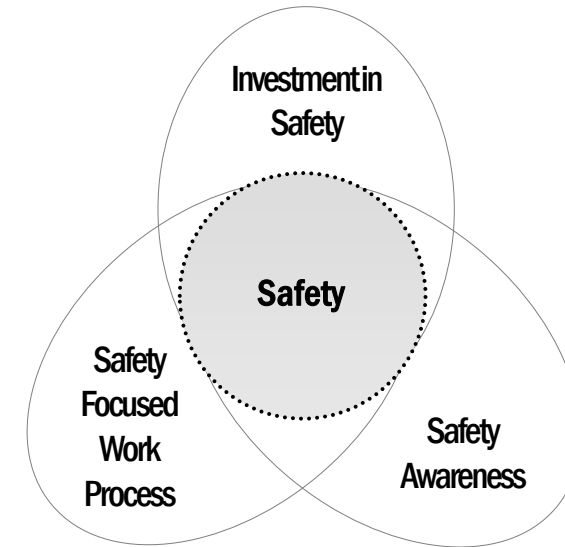 Investment in
Safety
Safety
Safety
Focused
Work
Process
Safety
Awareness